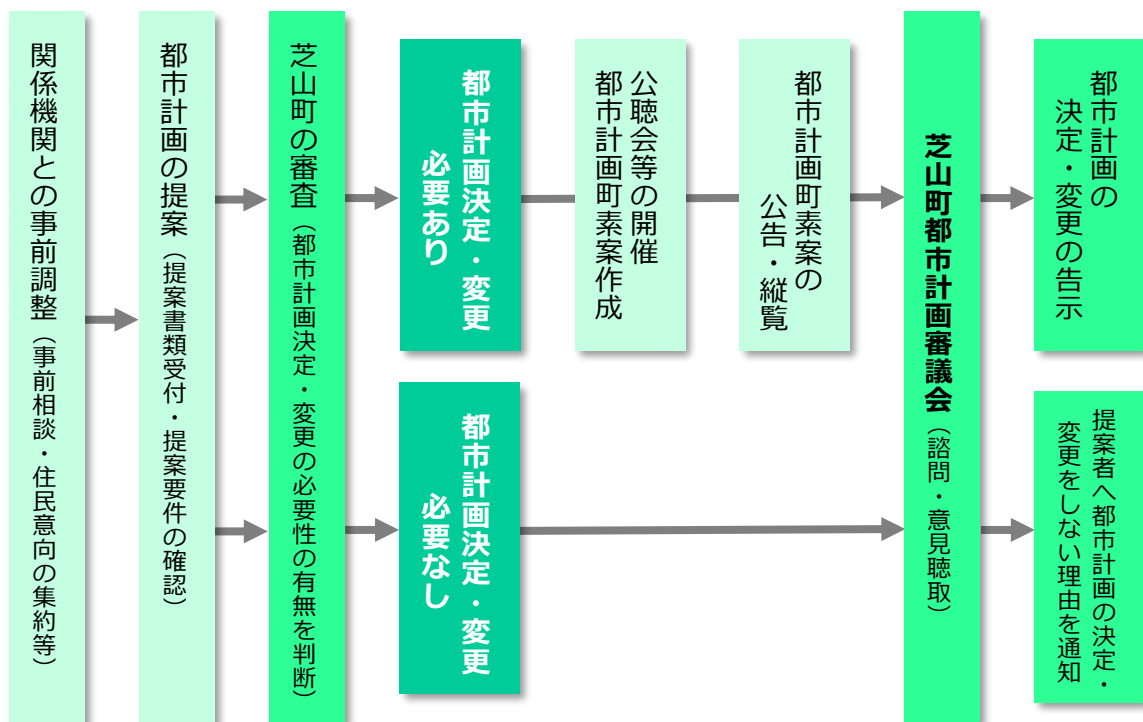 関係機関との事前調整（事前相談・住民意向の集約等）
都市計画の提案（提案書類受付・提案要件の確認）
芝山町の審査（都市計画決定・変更の必要性の有無を判断）
都市計画決定・変更
必要あり
公聴会等の開催
都市計画町素案作成
都市計画町素案の
公告・縦覧
都市計画決定・変更
必要なし
芝山町都市計画審議会（諮問・意見聴取）
都市計画の
決定・変更の告示
提案者へ都市計画の決定・
変更をしない理由を通知